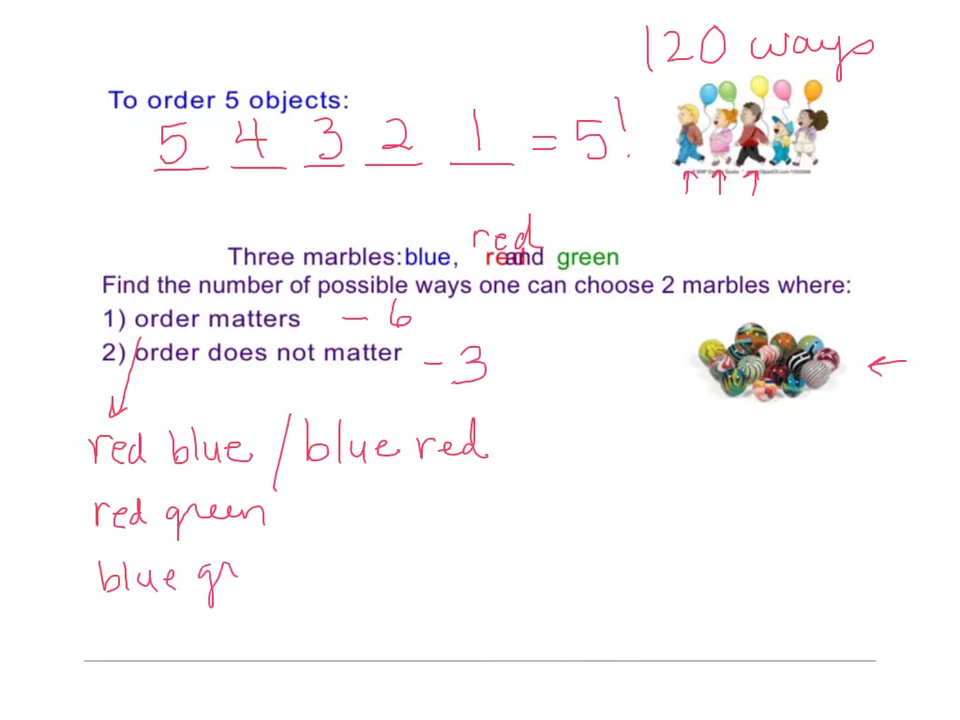 120 ways
To order 5 objects:
5 4 3 2 1 = 5!
red
Three marbles: blue, red and green
Find the number of possible ways one can choose 2 marbles where:
1) order matters - 6
2) order does not matter - 3
red blue / blue red
red green
blue gr